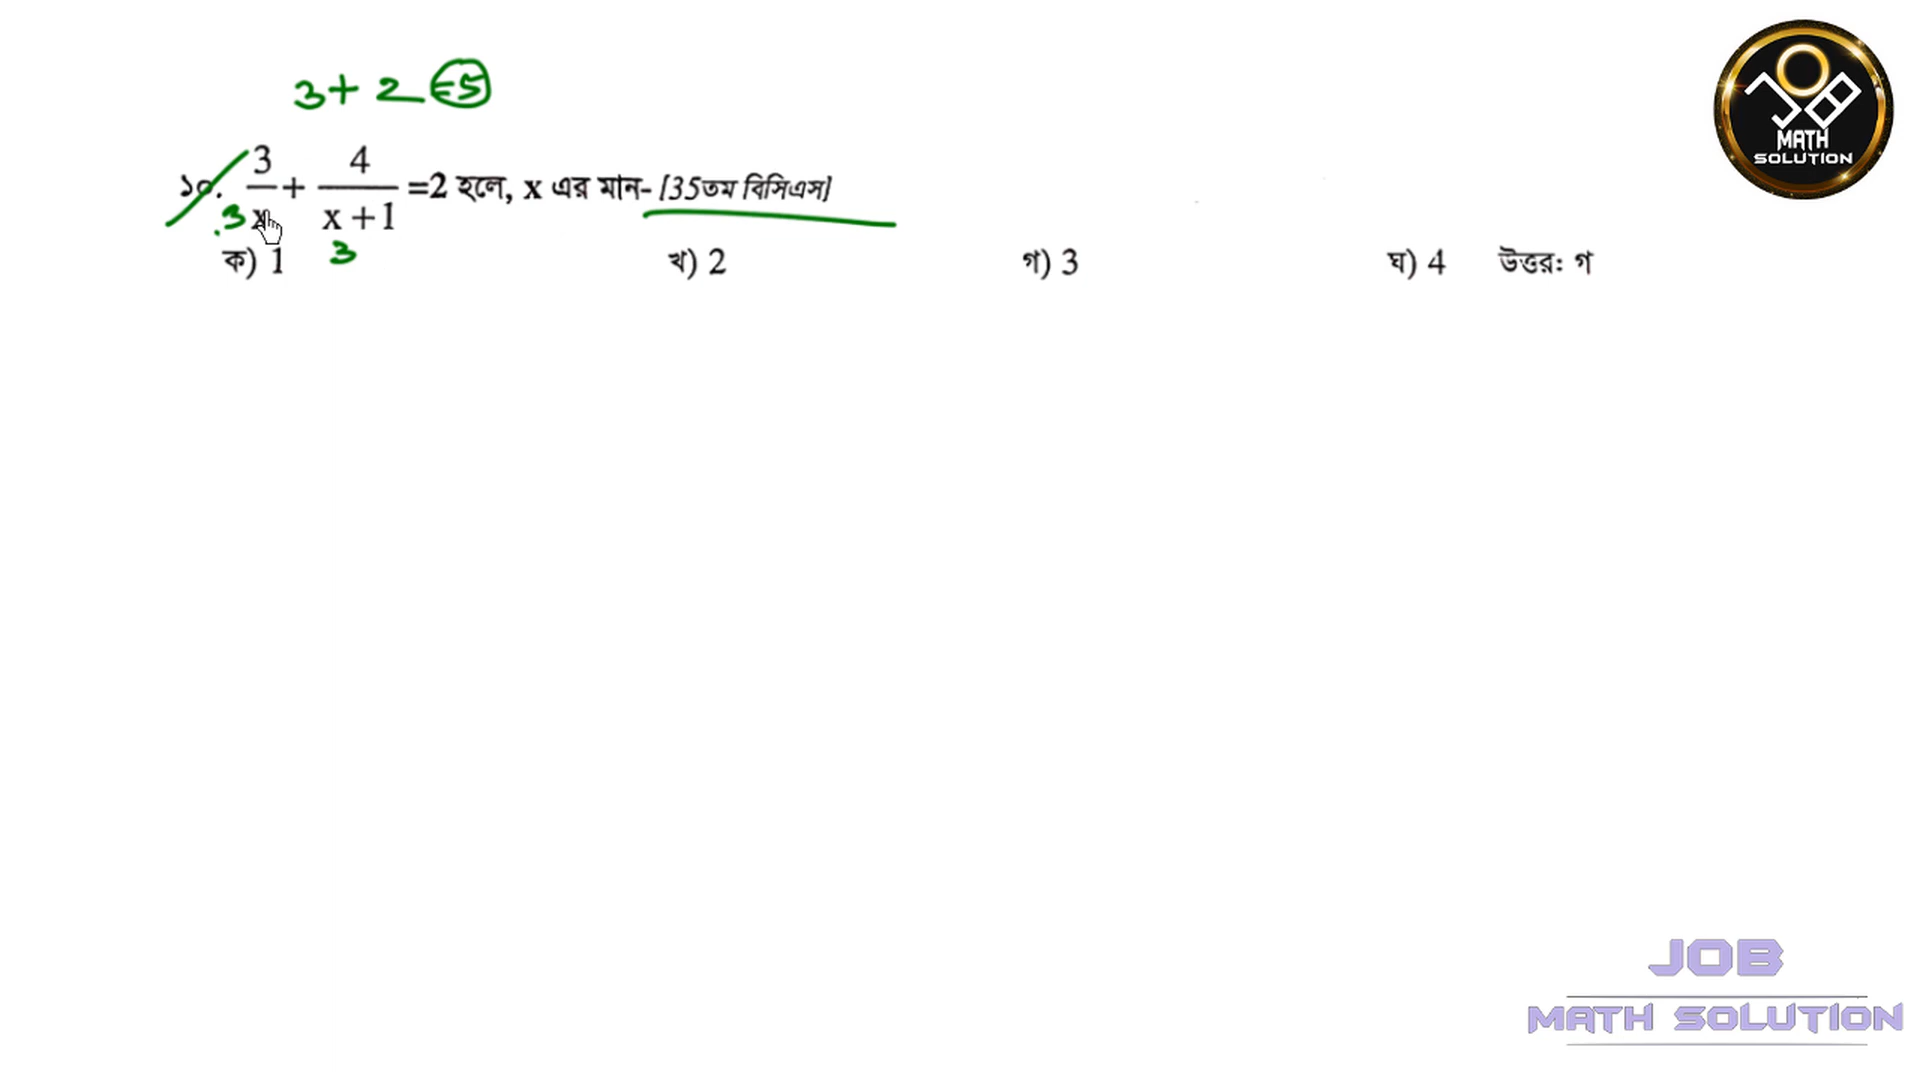 3 + 2 = 5
১০. 3/x + 4/(x + 1) =2 হলে, x এর মান– [35তম বিসিএস]
.3 3
ক) 1 খ) 2 গ) 3 ঘ) 4 উত্তর: গ
JOB
MATH
SOLUTION
JOB
MATH SOLUTION